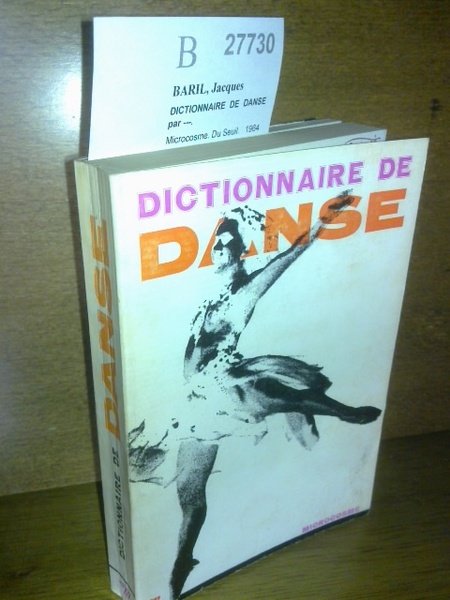 B 27730
BARIL, Jacques
DICTIONNAIRE DE DANSE
par ---.
Microcosme. Du Seuil. 1964
DICTIONNAIRE DE
DANSE
MICROCOSME
DICTIONNAIRE DE DANSE